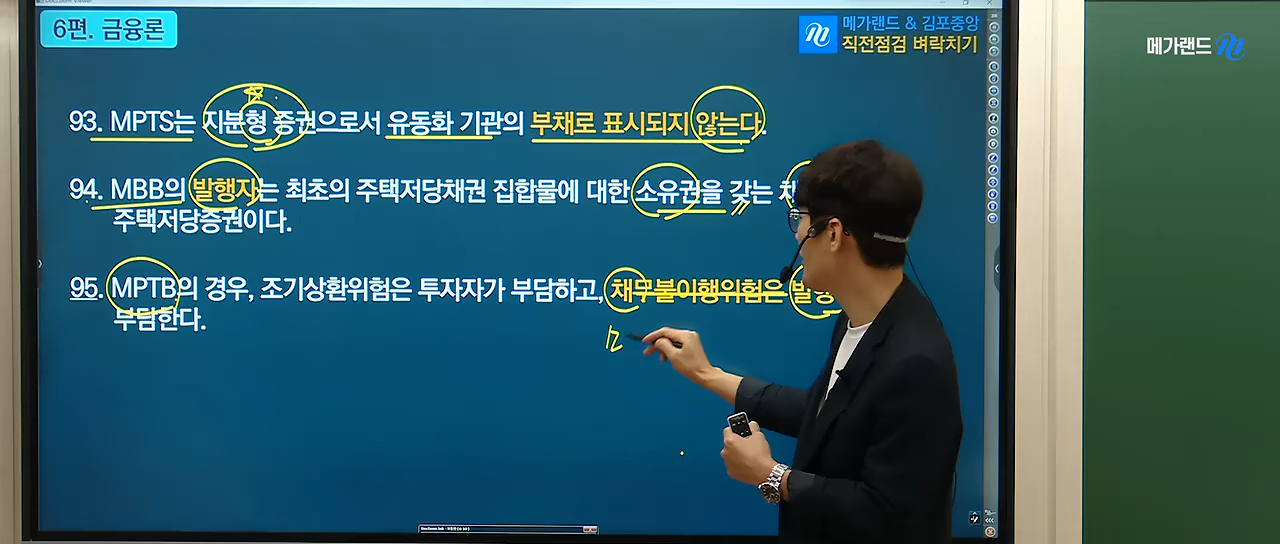 6편. 금융론
메가랜드 & 김포중앙
직전점검 벼락치기
메가랜드
93. MPTS는 지분형 증권으로서 유동화 기관의 부채로 표시되지 않는다.
94. MBB의 발행자는 최초의 주택저당채권 집합물에 대한 소유권을 갖는
주택저당증권이다.
95. MPTB의 경우, 조기상환위험은 투자자가 부담하고, 채무불이행위험은
부담한다.